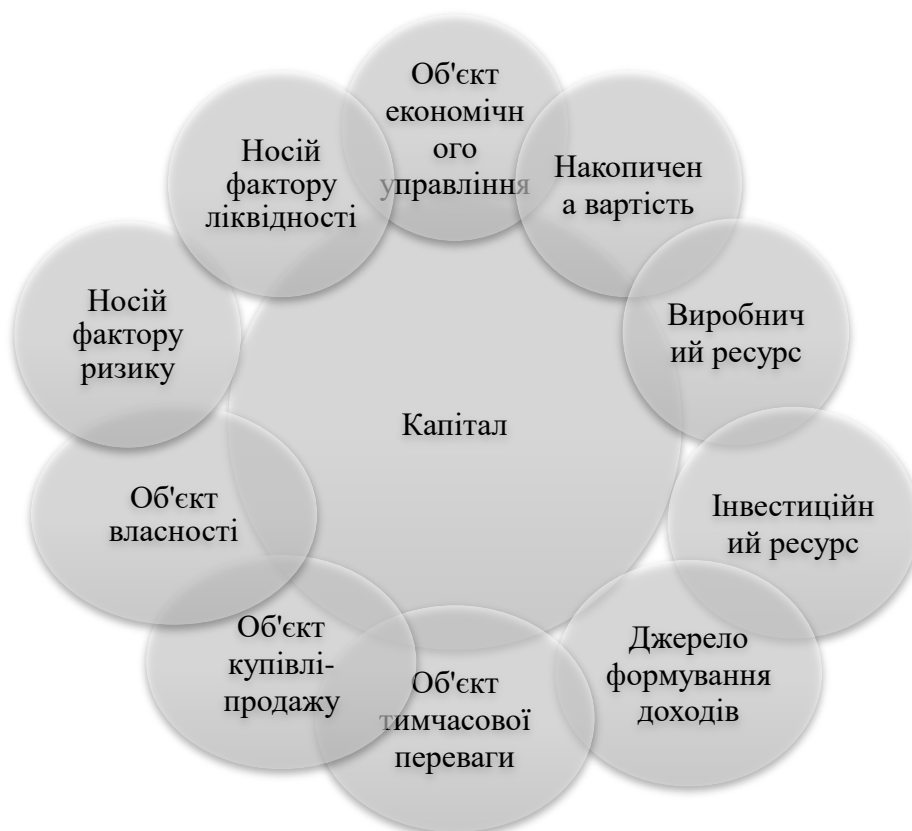 Об'єкт
економічн
ого
управління
Накопичен
а вартість
Виробнич
ий ресурс
Інвестиційн
ий ресурс
Джерело
формування
доходів
Об'єкт
тимчасової
переваги
Об'єкт
купівлі-
продажу
Об'єкт
власності
Носій
фактору
ризику
Носій
фактору
ліквідності
Капітал